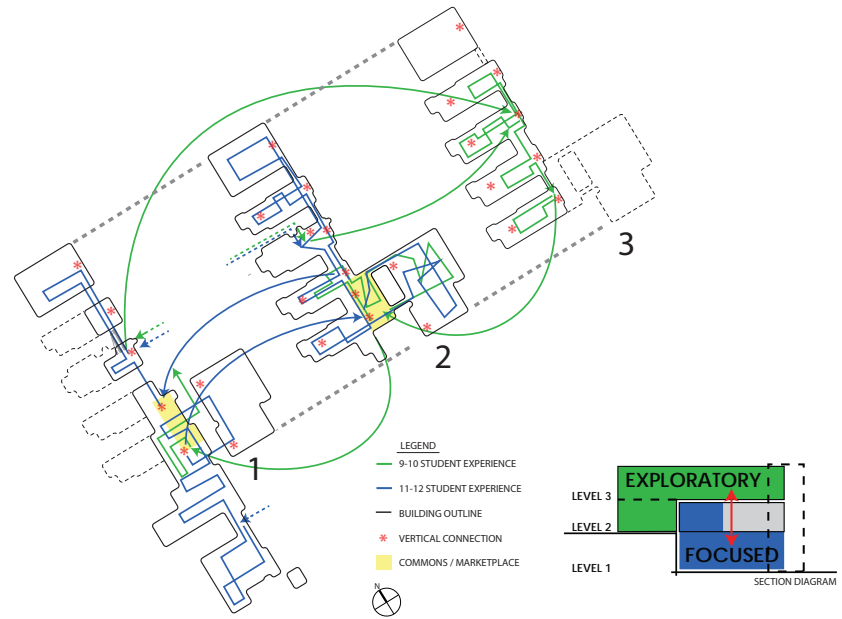 3
2
1
LEGEND
9-10 STUDENT EXPERIENCE
11-12 STUDENT EXPERIENCE
BUILDING OUTLINE
VERTICAL CONNECTION
COMMONS / MARKETPLACE
N
EXPLORATORY
LEVEL 3
LEVEL 2
FOCUSED
LEVEL 1
SECTION DIAGRAM